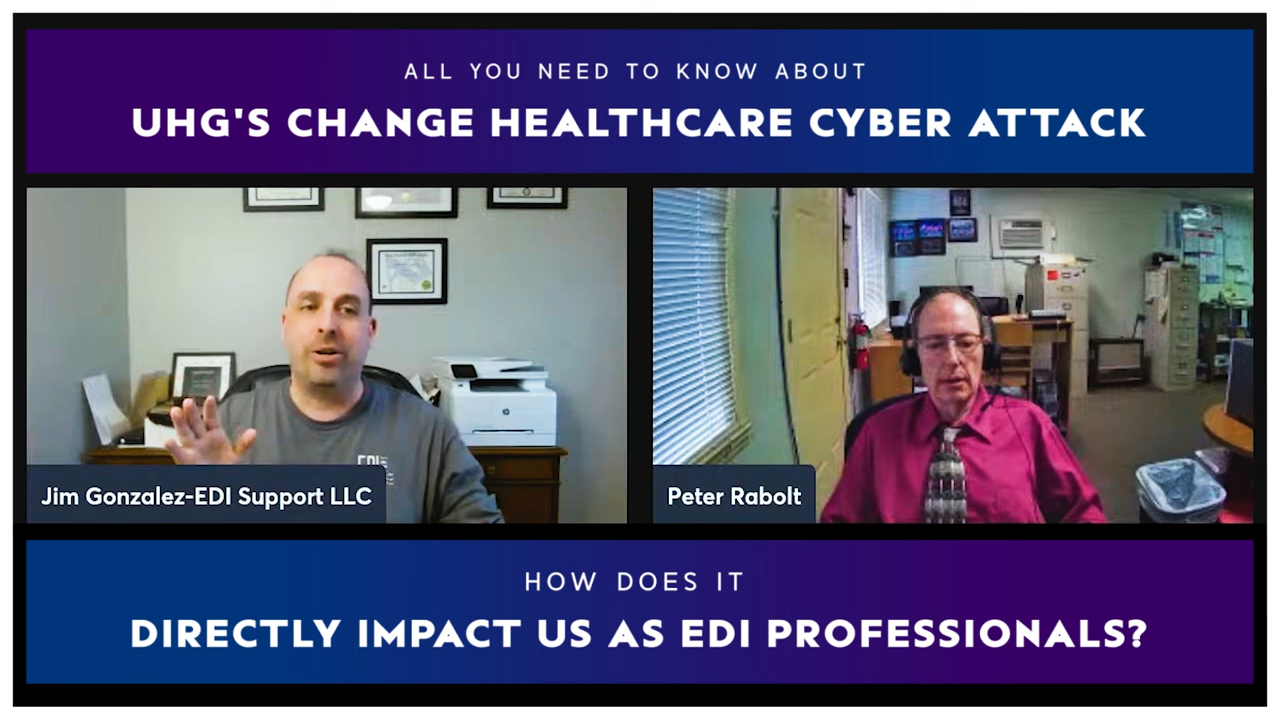 ALL YOU NEED TO KNOW ABOUT
UHG'S CHANGE HEALTHCARE CYBER ATTACK
Jim Gonzalez-EDI Support LLC
Peter Rabolt
HOW DOES IT
DIRECTLY IMPACT US AS EDI PROFESSIONALS?